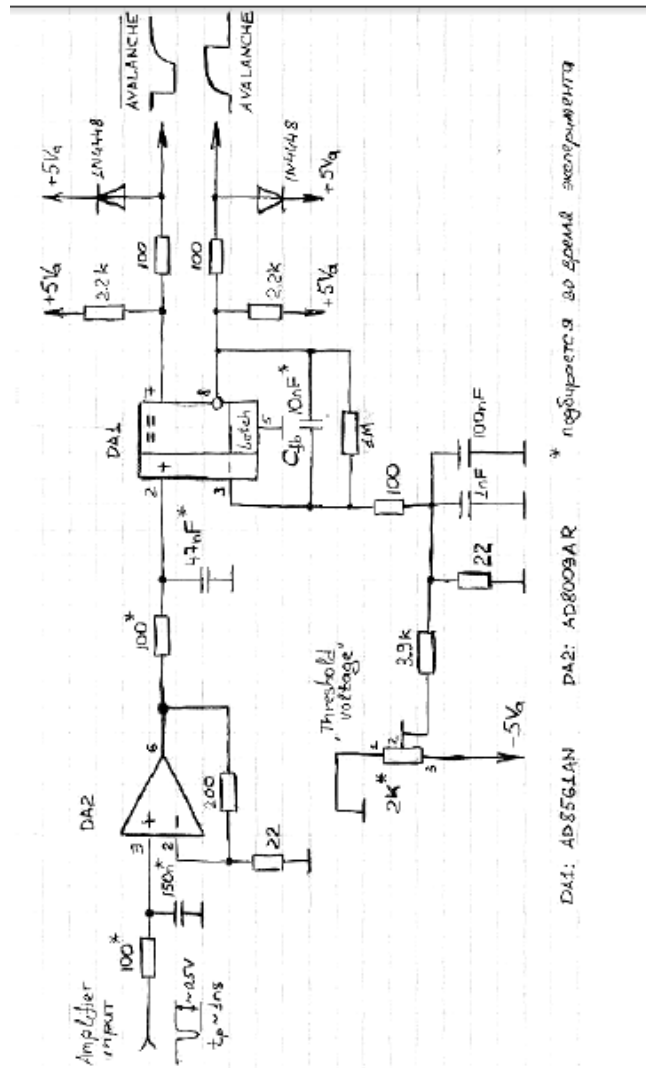 +5Va
1N4448
AVALANCHE
+5Va
2.2k
100
DA2
100*
DA1
Amplifier
input
100*
3
+
6
2
+
==
7
AVALANCHE
2
−
3
−
Latch
8
100
150n*
47nF*
5
200
2.2k
1N4448
~0.5V
tp ~ 1ns
22
Cfb
10nF*
+5Va
+5Va
1M
"Threshold
voltage"
100
1
2
3
2K*
3.9k
22
1nF
100nF
-5Va
DA1: AD8561AN
DA2: AD8009AR
* подбирается во время эксперимента